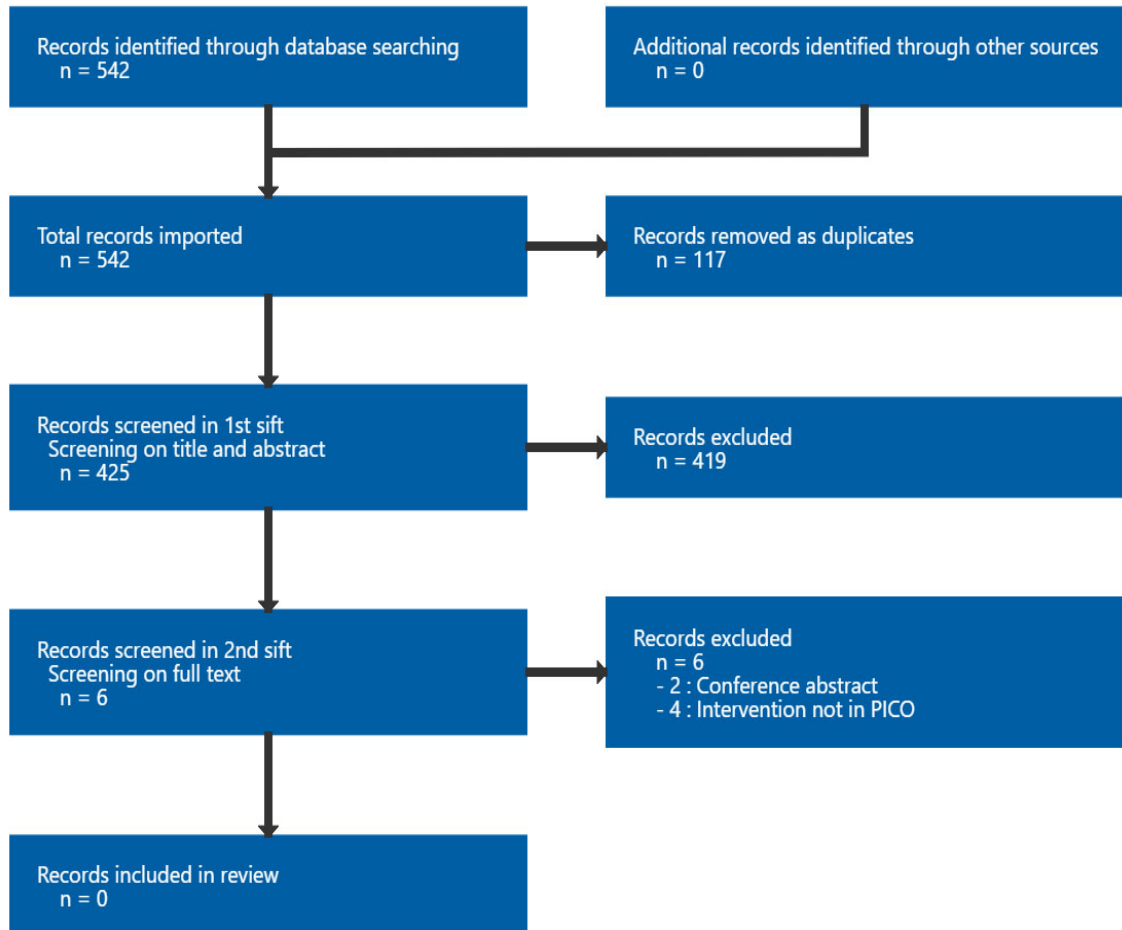 Records identified through database searching
n = 542
Additional records identified through other sources
n = 0
Total records imported
n = 542
Records removed as duplicates
n = 117
Records screened in 1st sift
Screening on title and abstract
n = 425
Records excluded
n = 419
Records screened in 2nd sift
Screening on full text
n = 6
Records excluded
n = 6
- 2 : Conference abstract
- 4 : Intervention not in PICO
Records included in review
n = 0